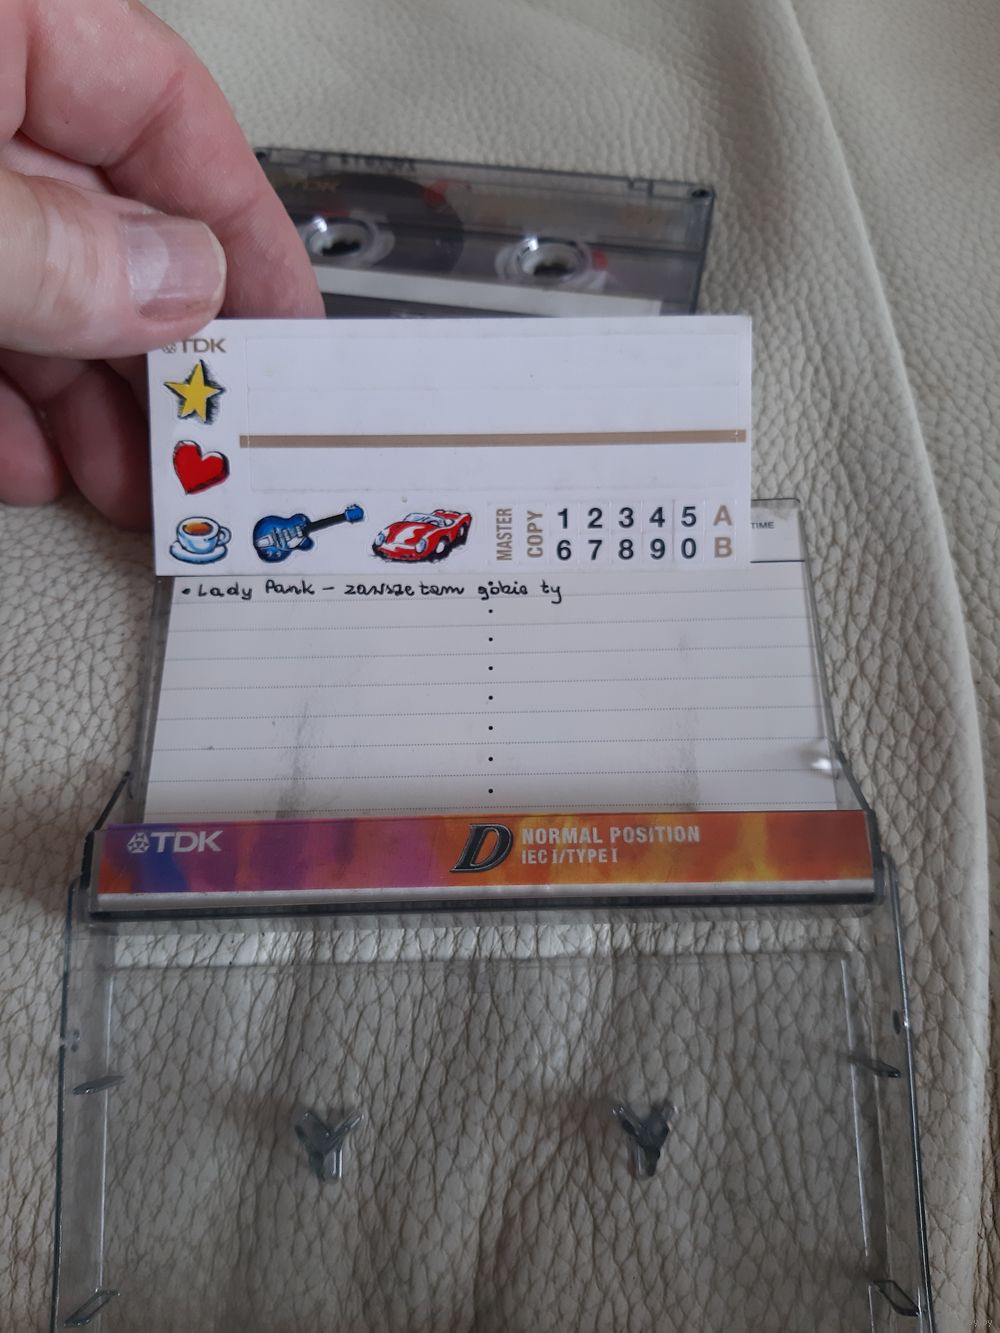 TDK
TDK
MASTER
COPY
1 2 3 4 5 A
6 7 8 9 0 B
TIME
• Lady Pank – zawsze tam gdzie ty
TDK
D NORMAL POSITION
IEC I/TYPE I